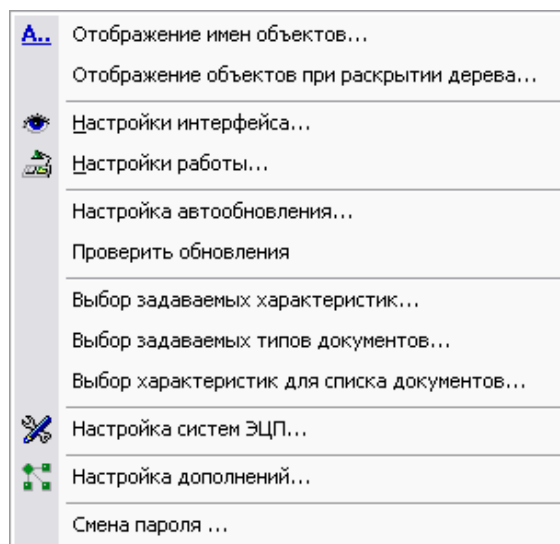 A.. Отображение имен объектов...
Отображение объектов при раскрытии дерева...
Настройки интерфейса...
Настройки работы...
Настройка автообновления...
Проверить обновления
Выбор задаваемых характеристик...
Выбор задаваемых типов документов...
Выбор характеристик для списка документов...
Настройка систем ЭЦП...
Настройка дополнений...
Смена пароля ...